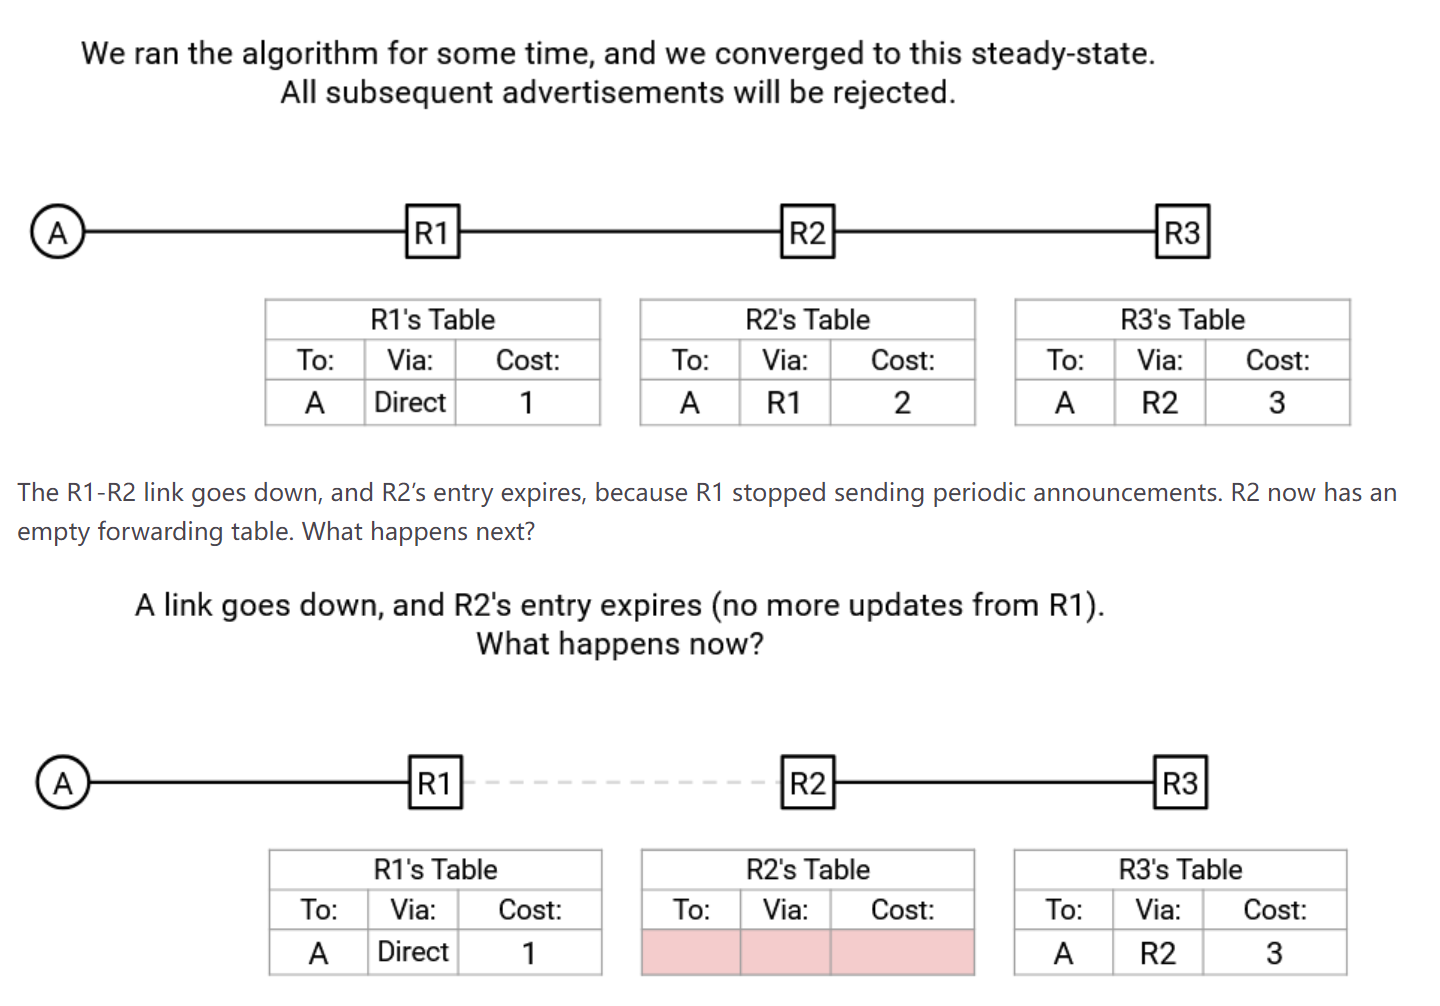 We ran the algorithm for some time, and we converged to this steady-state.
All subsequent advertisements will be rejected.
A R1 R2 R3
R1's Table R2's Table R3's Table
To: Via: Cost: To: Via: Cost: To: Via: Cost:
A Direct 1 A R1 2 A R2 3
The R1-R2 link goes down, and R2’s entry expires, because R1 stopped sending periodic announcements. R2 now has an
empty forwarding table. What happens next?
A link goes down, and R2's entry expires (no more updates from R1).
What happens now?
A R1 R2 R3
R1's Table R2's Table R3's Table
To: Via: Cost: To: Via: Cost: To: Via: Cost:
A Direct 1 A R2 3